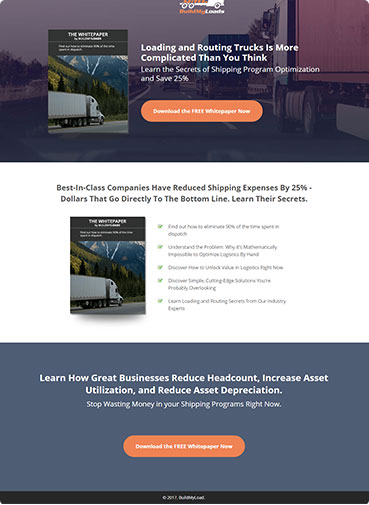 BuildMyLoads
THE WHITEPAPER
by BUILDMYLOADS
Find out how to eliminate 90% of the time spent
in dispatch
Loading and Routing Trucks Is More
Complicated Than You Think
Learn the Secrets of Shipping Program Optimization
and Save 25%
Download the FREE Whitepaper Now
Best-In-Class Companies Have Reduced Shipping Expenses By 25% -
Dollars That Go Directly To The Bottom Line. Learn Their Secrets.
THE WHITEPAPER
by BUILDMYLOADS
Find out how to eliminate 90% of the time spent
in dispatch
Find out how to eliminate 90% of the time spent in
dispatch
Understand the Problem: Why it's Mathematically
Impossible to Optimize Logistics By Hand
Discover How to Unlock Value in Logistics Right Now
Discover Simple, Cutting-Edge Solutions You're
Probably Overlooking
Learn Loading and Routing Secrets From Our Industry
Experts
Learn How Great Businesses Reduce Headcount, Increase Asset
Utilization, and Reduce Asset Depreciation.
Stop Wasting Money in your Shipping Programs Right Now.
Download the FREE Whitepaper Now
© 2017, BuildMyLoad.